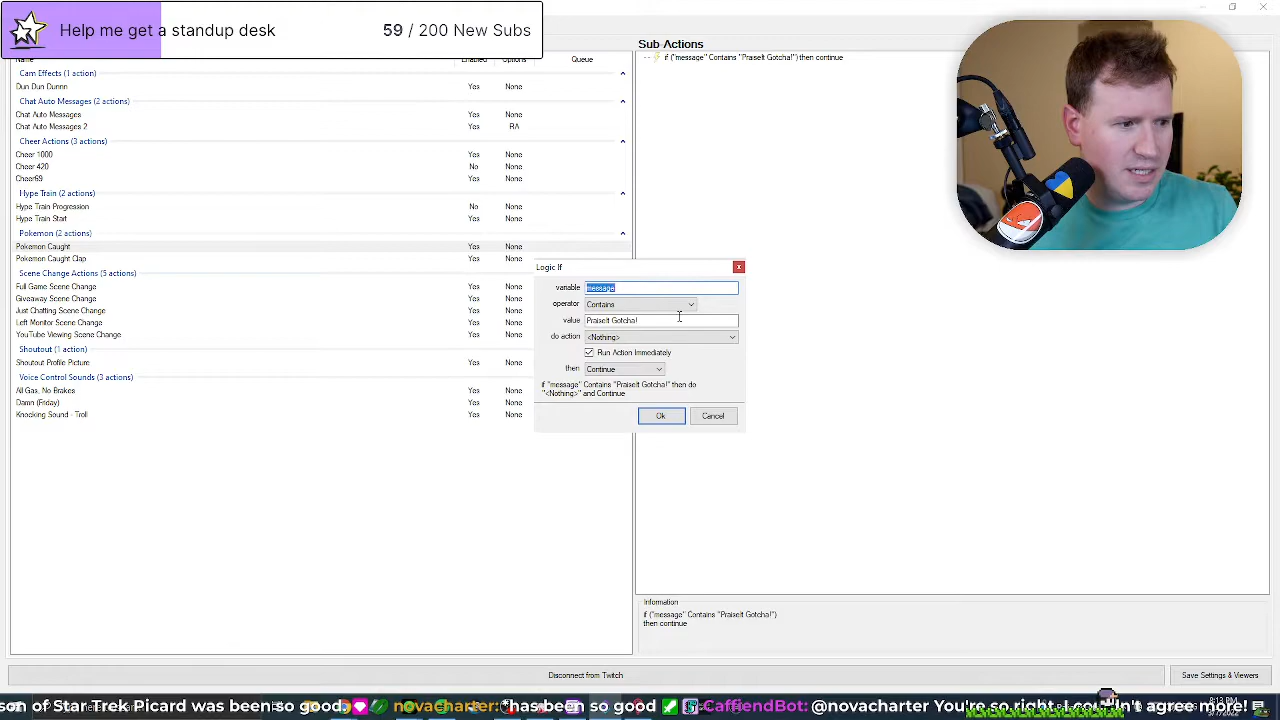 Help me get a standup desk 59 / 200 New Subs
Sub-Actions
Name Enabled Options Queue
if ("message" Contains "PraiseIt Gotcha!") then continue
Cam Effects (1 action)
Dun Dun Dunnn Yes None
Chat Auto Messages (2 actions)
Chat Auto Messages Yes None
Chat Auto Messages 2 Yes RA
Cheer Actions (3 actions)
Cheer 1000 Yes None
Cheer 420 No None
Cheer69 Yes None
Hype Train (2 actions)
Hype Train Progression No None
Hype Train Start Yes None
Pokemon (2 actions)
Pokemon Caught Yes None
Pokemon Caught Clap Yes None
Scene Change Actions (5 actions)
Full Game Scene Change Yes None
Giveaway Scene Change Yes None
Just Chatting Scene Change Yes None
Left Monitor Scene Change Yes None
YouTube Viewing Scene Change Yes None
Shoutout (1 action)
Shoutout Profile Picture Yes None
Voice Control Sounds (3 actions)
All Gas, No Brakes Yes None
Damn (Friday) Yes None
Knocking Sound - Troll Yes None
Logic If
variable message
operator Contains
value PraiseIt Gotcha!
do action <Nothing>
Run Action Immediately
then Continue
if "message" Contains "PraiseIt Gotcha!" then do
"<Nothing>" and Continue
Ok Cancel
Information
if ("message" Contains "PraiseIt Gotcha!")
then continue
Disconnect from Twitch Save Settings & Viewers
son of Star Trek Picard was been so good novacharter: has been so good CaffiendBot: @novacharter You're so right